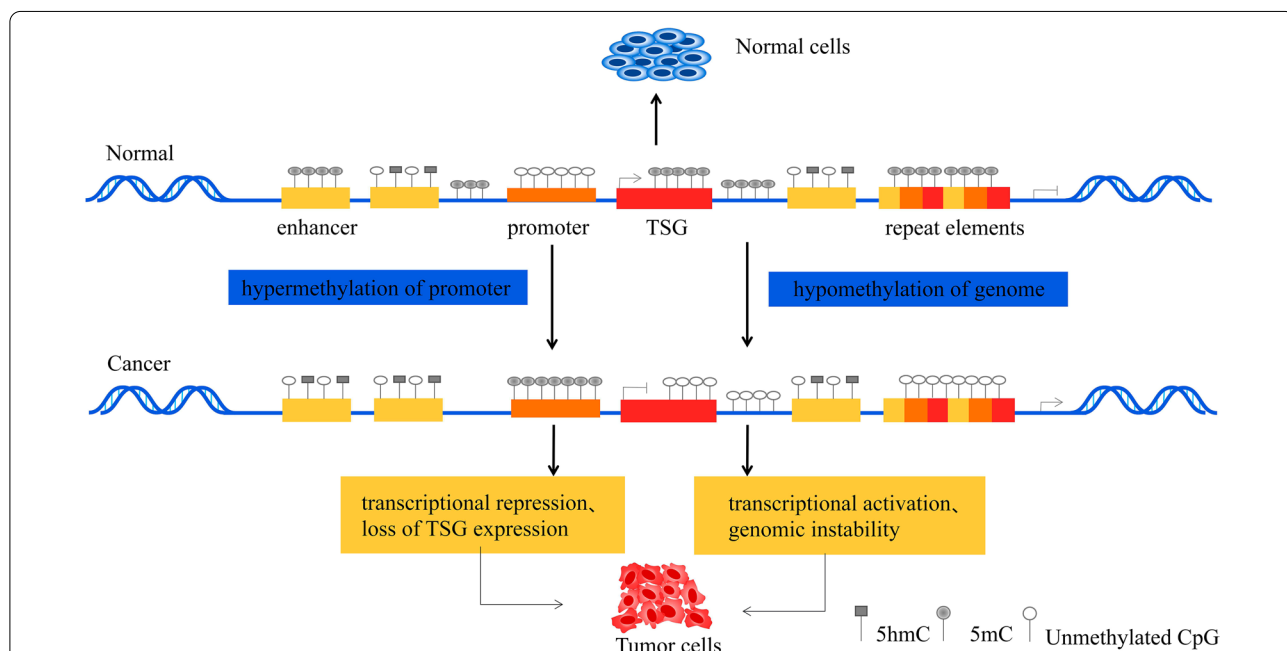 Normal cells
Normal
enhancer
promoter
TSG
repeat elements
hypermethylation of promoter
hypomethylation of genome
Cancer
transcriptional repression、
loss of TSG expression
transcriptional activation、
genomic instability
Tumor cells
5hmC
5mC
Unmethylated CpG